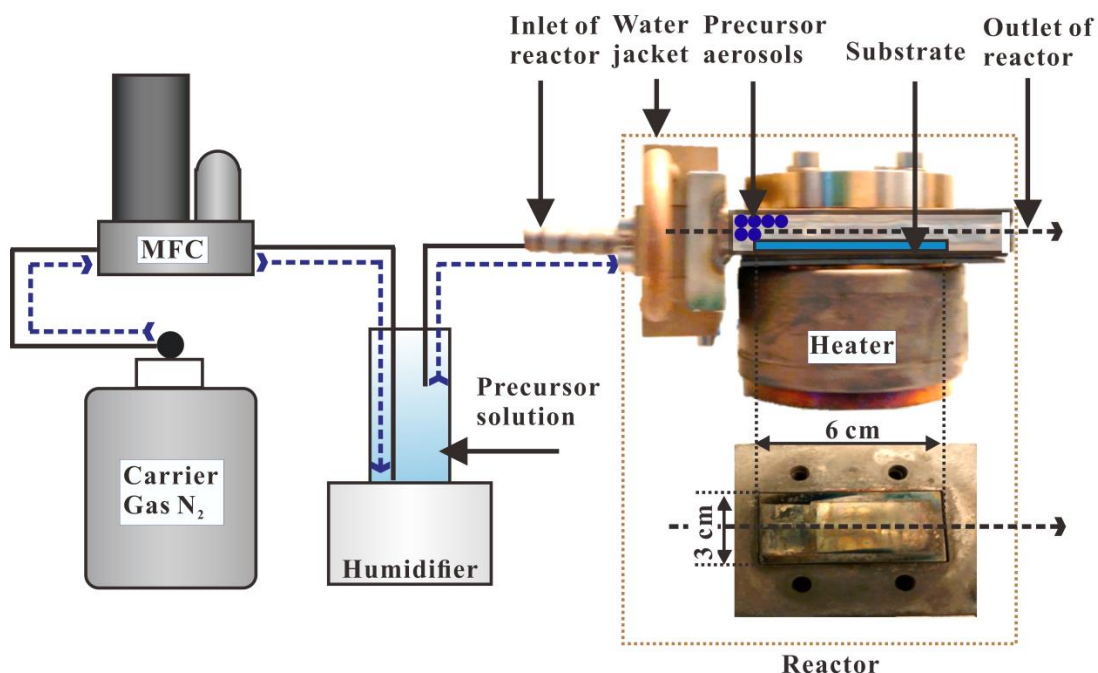 Inlet of
reactor
Water
jacket
Precursor
aerosols
Substrate
Outlet of
reactor
MFC
Heater
Precursor
solution
6 cm
Carrier
Gas N₂
3 cm
Humidifier
Reactor